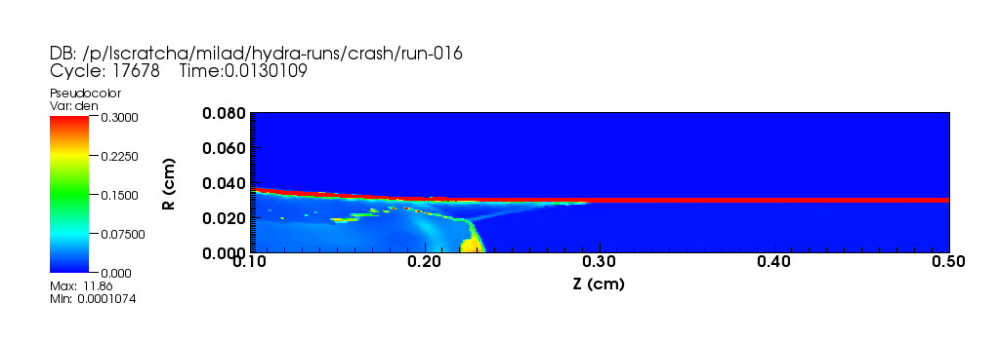 DB: /p/lscratcha/milad/hydra-runs/crash/run-016
Cycle: 17678 Time:0.0130109
Pseudocolor
Var: den
0.3000
0.2250
0.1500
0.07500
0.000
Max: 11.86
Min: 0.0001074
R (cm)
0.080
0.060
0.040
0.020
0.000
0.10 0.20 0.30 0.40 0.50
Z (cm)